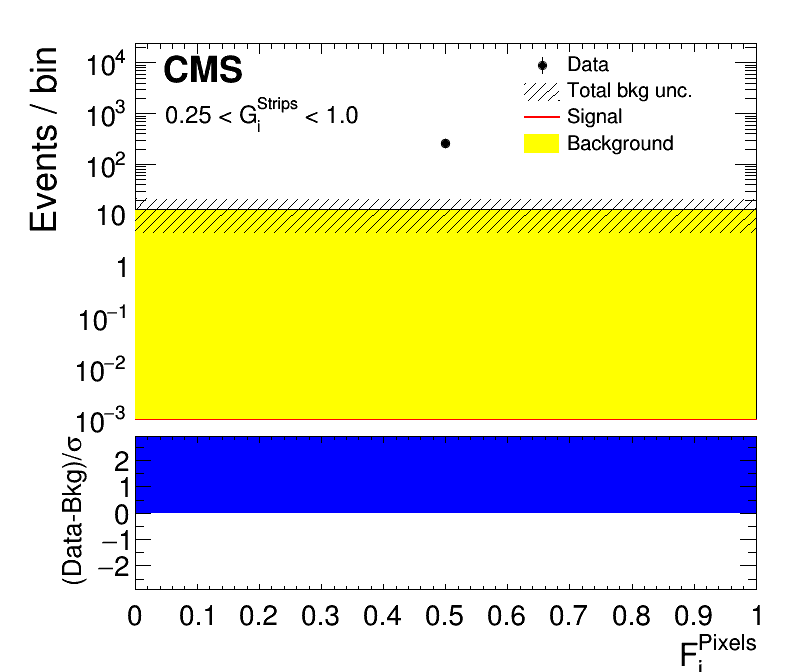 CMS
0.25 < G_i^Strips < 1.0
Data
Total bkg unc.
Signal
Background
Events / bin
10^4
10^3
10^2
10
1
10^−1
10^−2
10^−3
(Data-Bkg)/σ
2
1
0
−1
−2
0 0.1 0.2 0.3 0.4 0.5 0.6 0.7 0.8 0.9 1
F_i^Pixels